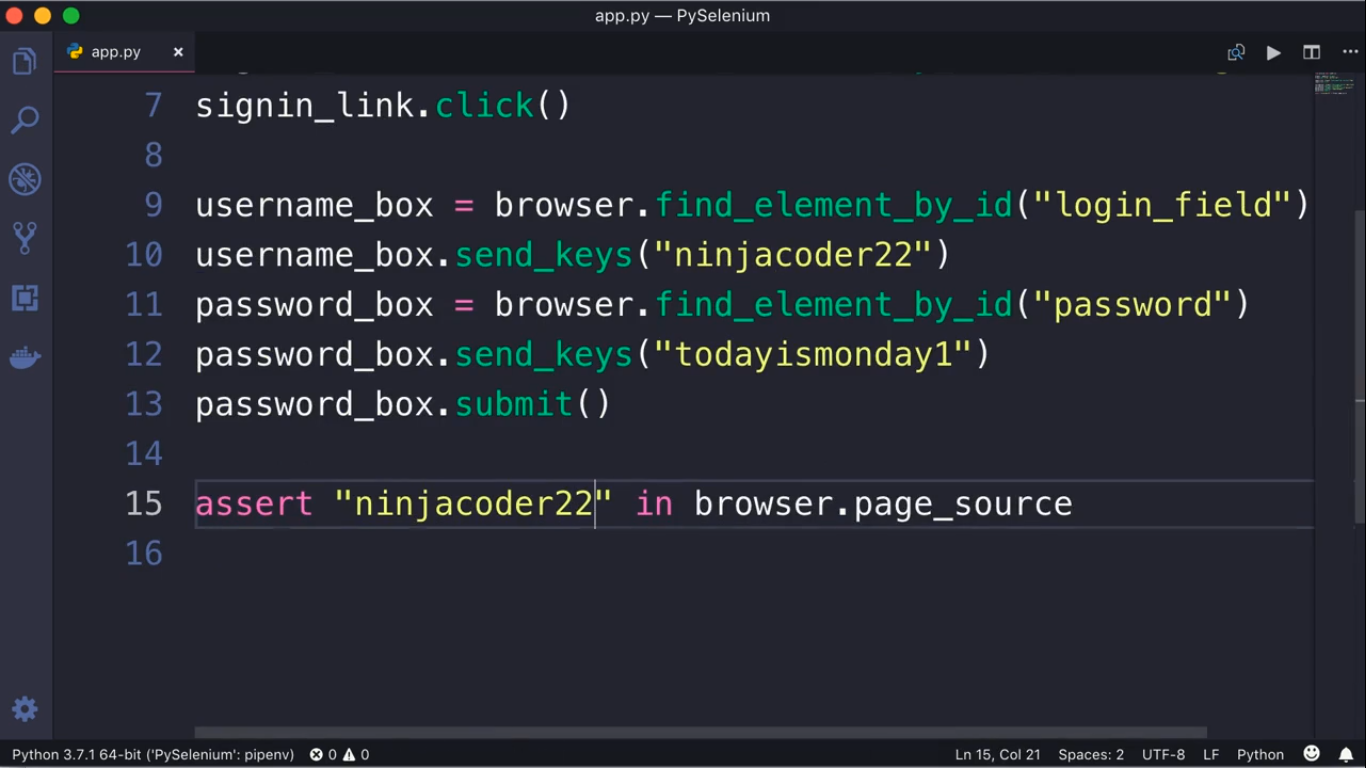 app.py — PySelenium
app.py
7 signin_link.click()
8
9 username_box = browser.find_element_by_id("login_field")
10 username_box.send_keys("ninjacoder22")
11 password_box = browser.find_element_by_id("password")
12 password_box.send_keys("todayismonday1")
13 password_box.submit()
14
15 assert "ninjacoder22" in browser.page_source
16
Python 3.7.1 64-bit ('PySelenium': pipenv) 0 0 Ln 15, Col 21 Spaces: 2 UTF-8 LF Python